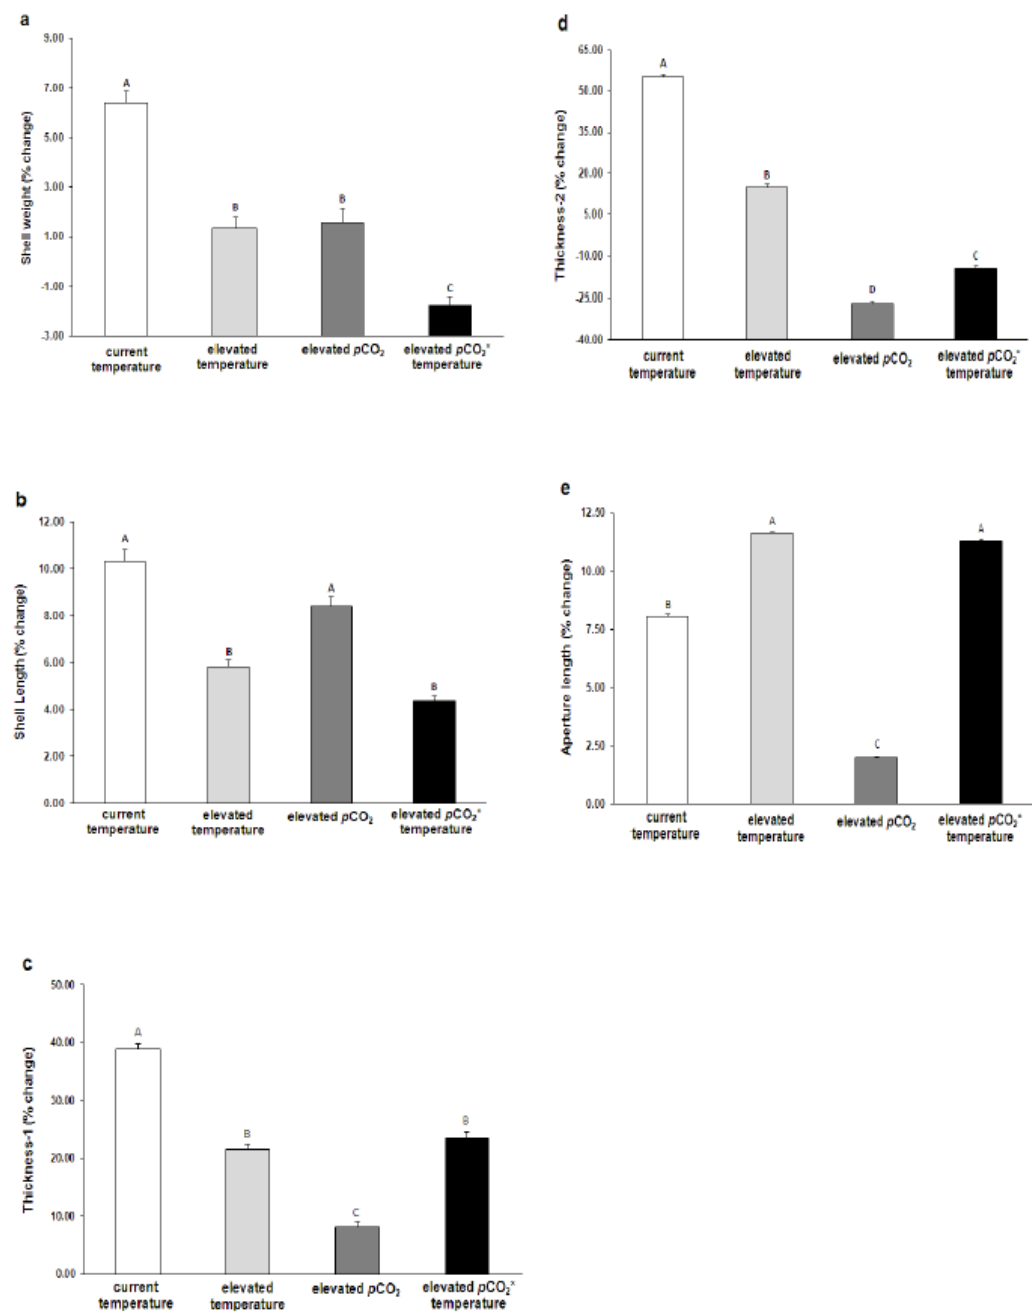 a
Shell weight (% change)
9.00
7.00
5.00
3.00
1.00
-1.00
-3.00
A
B
B
C
current
temperature
elevated
temperature
elevated pCO₂
elevated pCO₂*
temperature
d
Thickness-2 (% change)
65.00
50.00
35.00
20.00
5.00
-10.00
-25.00
-40.00
A
B
D
C
current
temperature
elevated
temperature
elevated pCO₂
elevated pCO₂*
temperature
b
Shell Length (% change)
12.00
10.00
8.00
6.00
4.00
2.00
0.00
A
B
A
B
current
temperature
elevated
temperature
elevated pCO₂
elevated pCO₂*
temperature
e
Aperture length (% change)
12.50
10.00
7.50
5.00
2.50
0.00
B
A
C
A
current
temperature
elevated
temperature
elevated pCO₂
elevated pCO₂*
temperature
c
Thickness-1 (% change)
50.00
40.00
30.00
20.00
10.00
0.00
A
B
C
B
current
temperature
elevated
temperature
elevated pCO₂
elevated pCO₂*
temperature